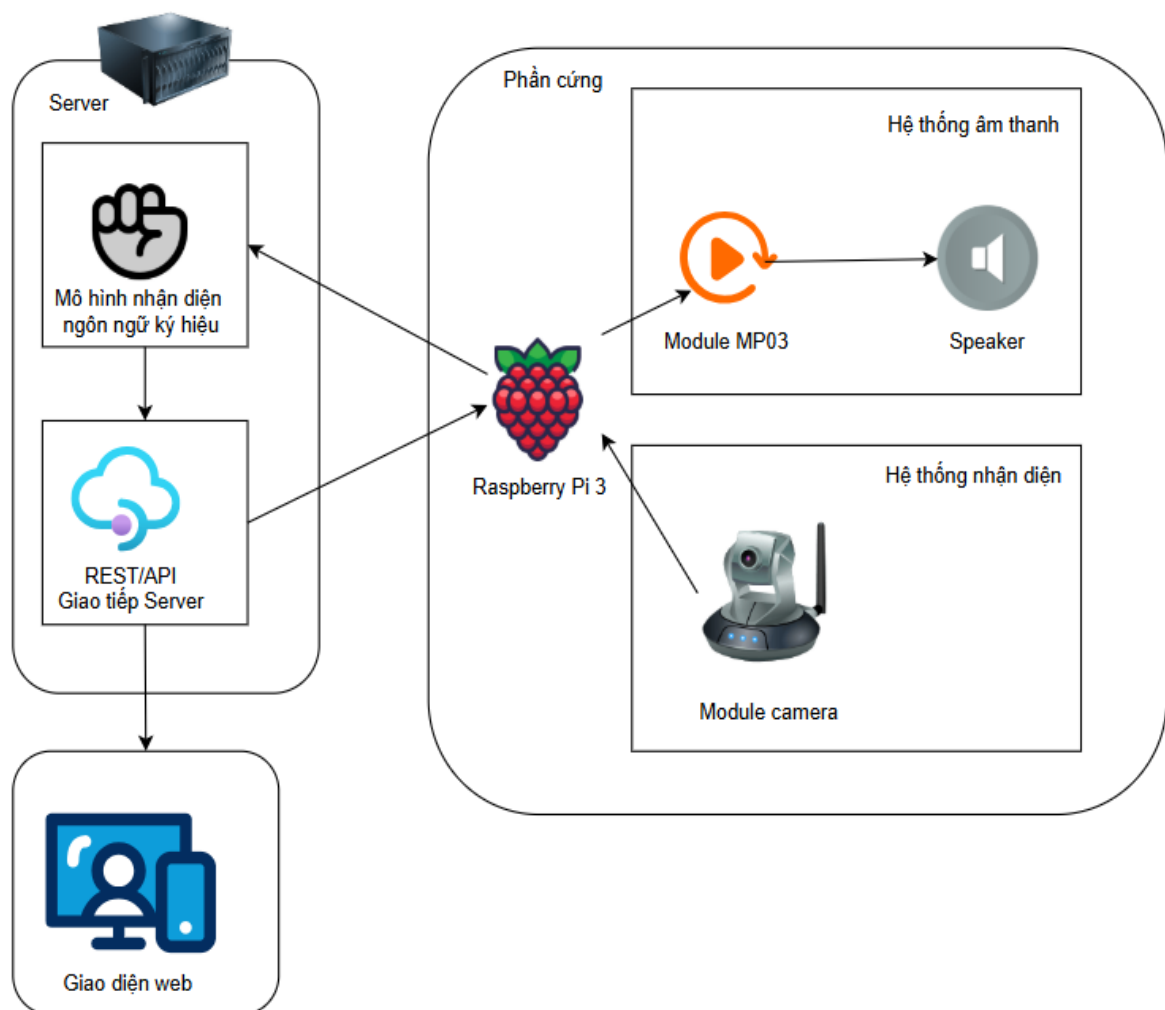 Server
Mô hình nhận diện
ngôn ngữ ký hiệu
REST/API
Giao tiếp Server
Giao diện web
Phần cứng
Raspberry Pi 3
Hệ thống âm thanh
Module MP03
Speaker
Hệ thống nhận diện
Module camera